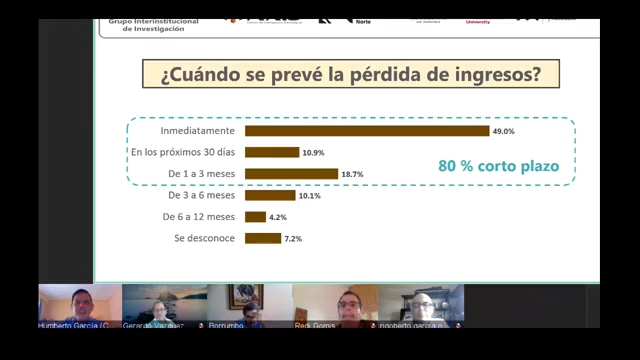 Grupo Interinstitucional
de Investigación
Norte
University
¿Cuándo se prevé la pérdida de ingresos?
Inmediatamente 49.0%
En los próximos 30 días 10.9%
De 1 a 3 meses 18.7%
80 % corto plazo
De 3 a 6 meses 10.1%
De 6 a 12 meses 4.2%
Se desconoce 7.2%
Humberto García (C
Gerardo Vázquez
Borrumbo
Redi Gomis
rigoberto garcia o